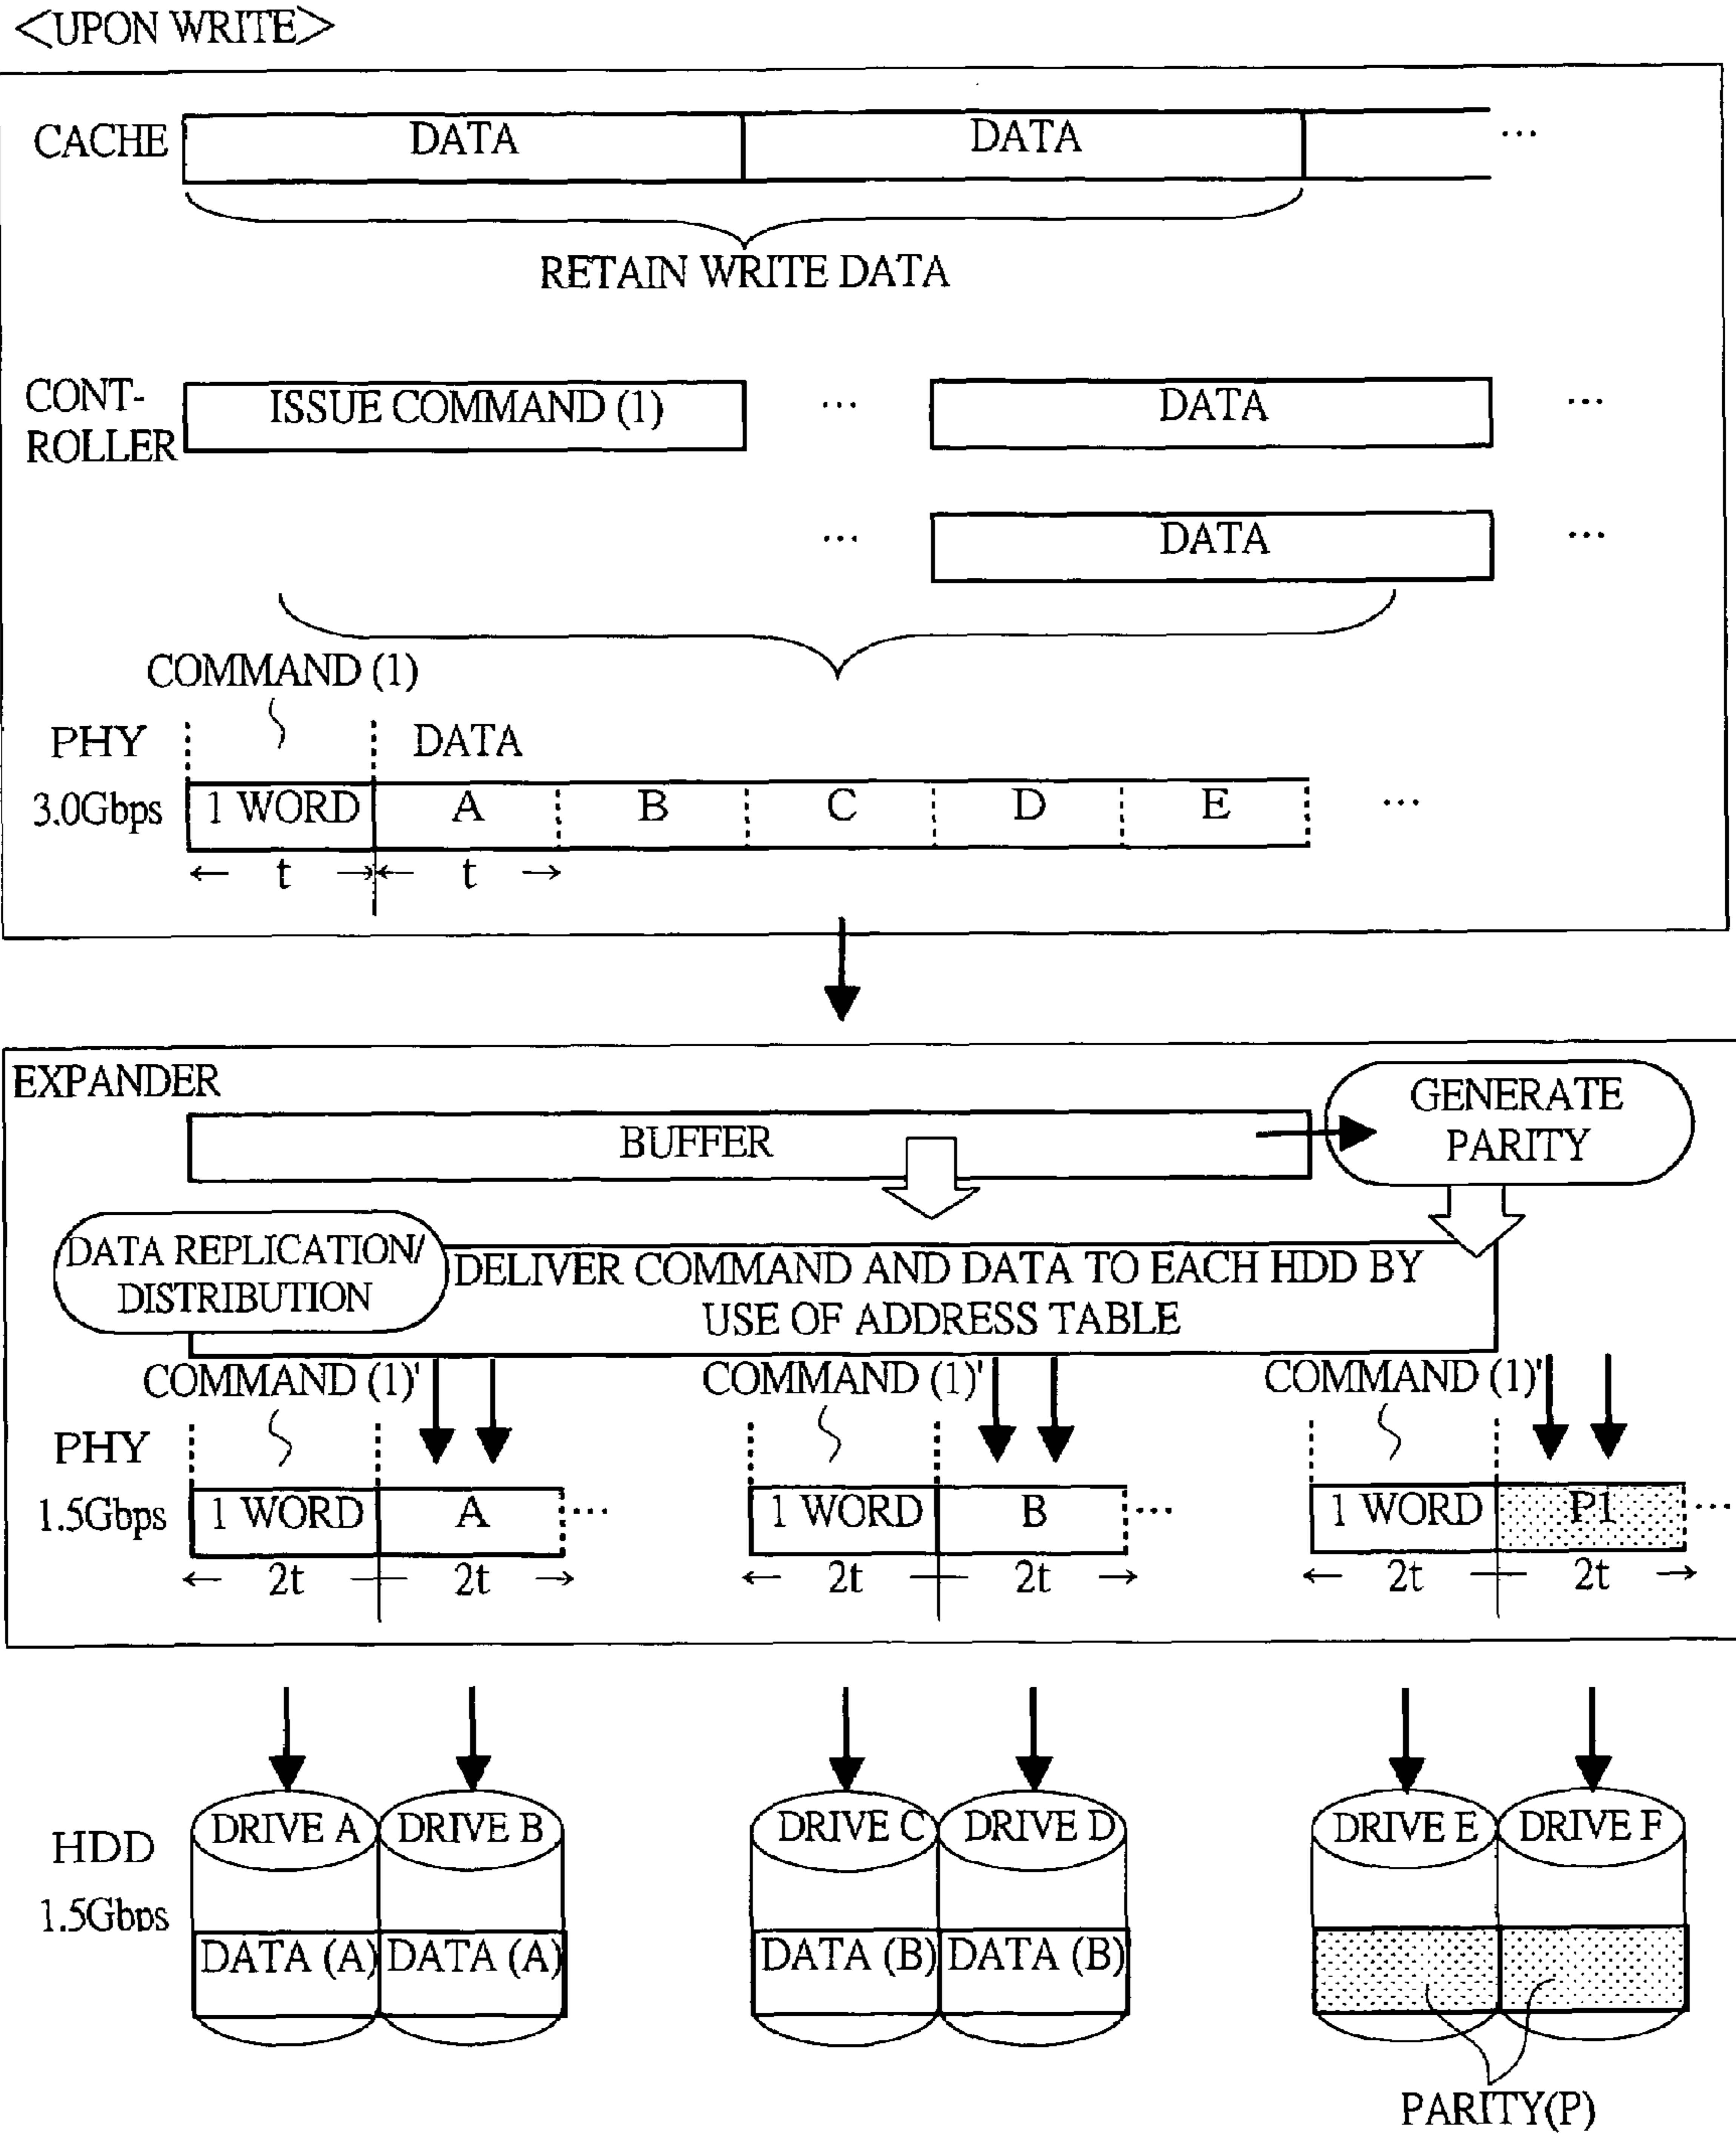 <UPON WRITE>
CACHE DATA DATA ...
RETAIN WRITE DATA
CONT-
ROLLER ISSUE COMMAND (1) ... DATA ...
... DATA ...
COMMAND (1)
PHY DATA
3.0Gbps 1 WORD A B C D E ...
← t →← t →
EXPANDER
GENERATE
PARITY
BUFFER
DATA REPLICATION/
DISTRIBUTION
DELIVER COMMAND AND DATA TO EACH HDD BY
USE OF ADDRESS TABLE
COMMAND (1)' COMMAND (1)' COMMAND (1)'
PHY
1.5Gbps 1 WORD A ... 1 WORD B ... 1 WORD P1 ...
← 2t — 2t → ← 2t — 2t → ← 2t — 2t →
DRIVE A DRIVE B DRIVE C DRIVE D DRIVE E DRIVE F
HDD
1.5Gbps
DATA (A) DATA (A) DATA (B) DATA (B)
PARITY(P)